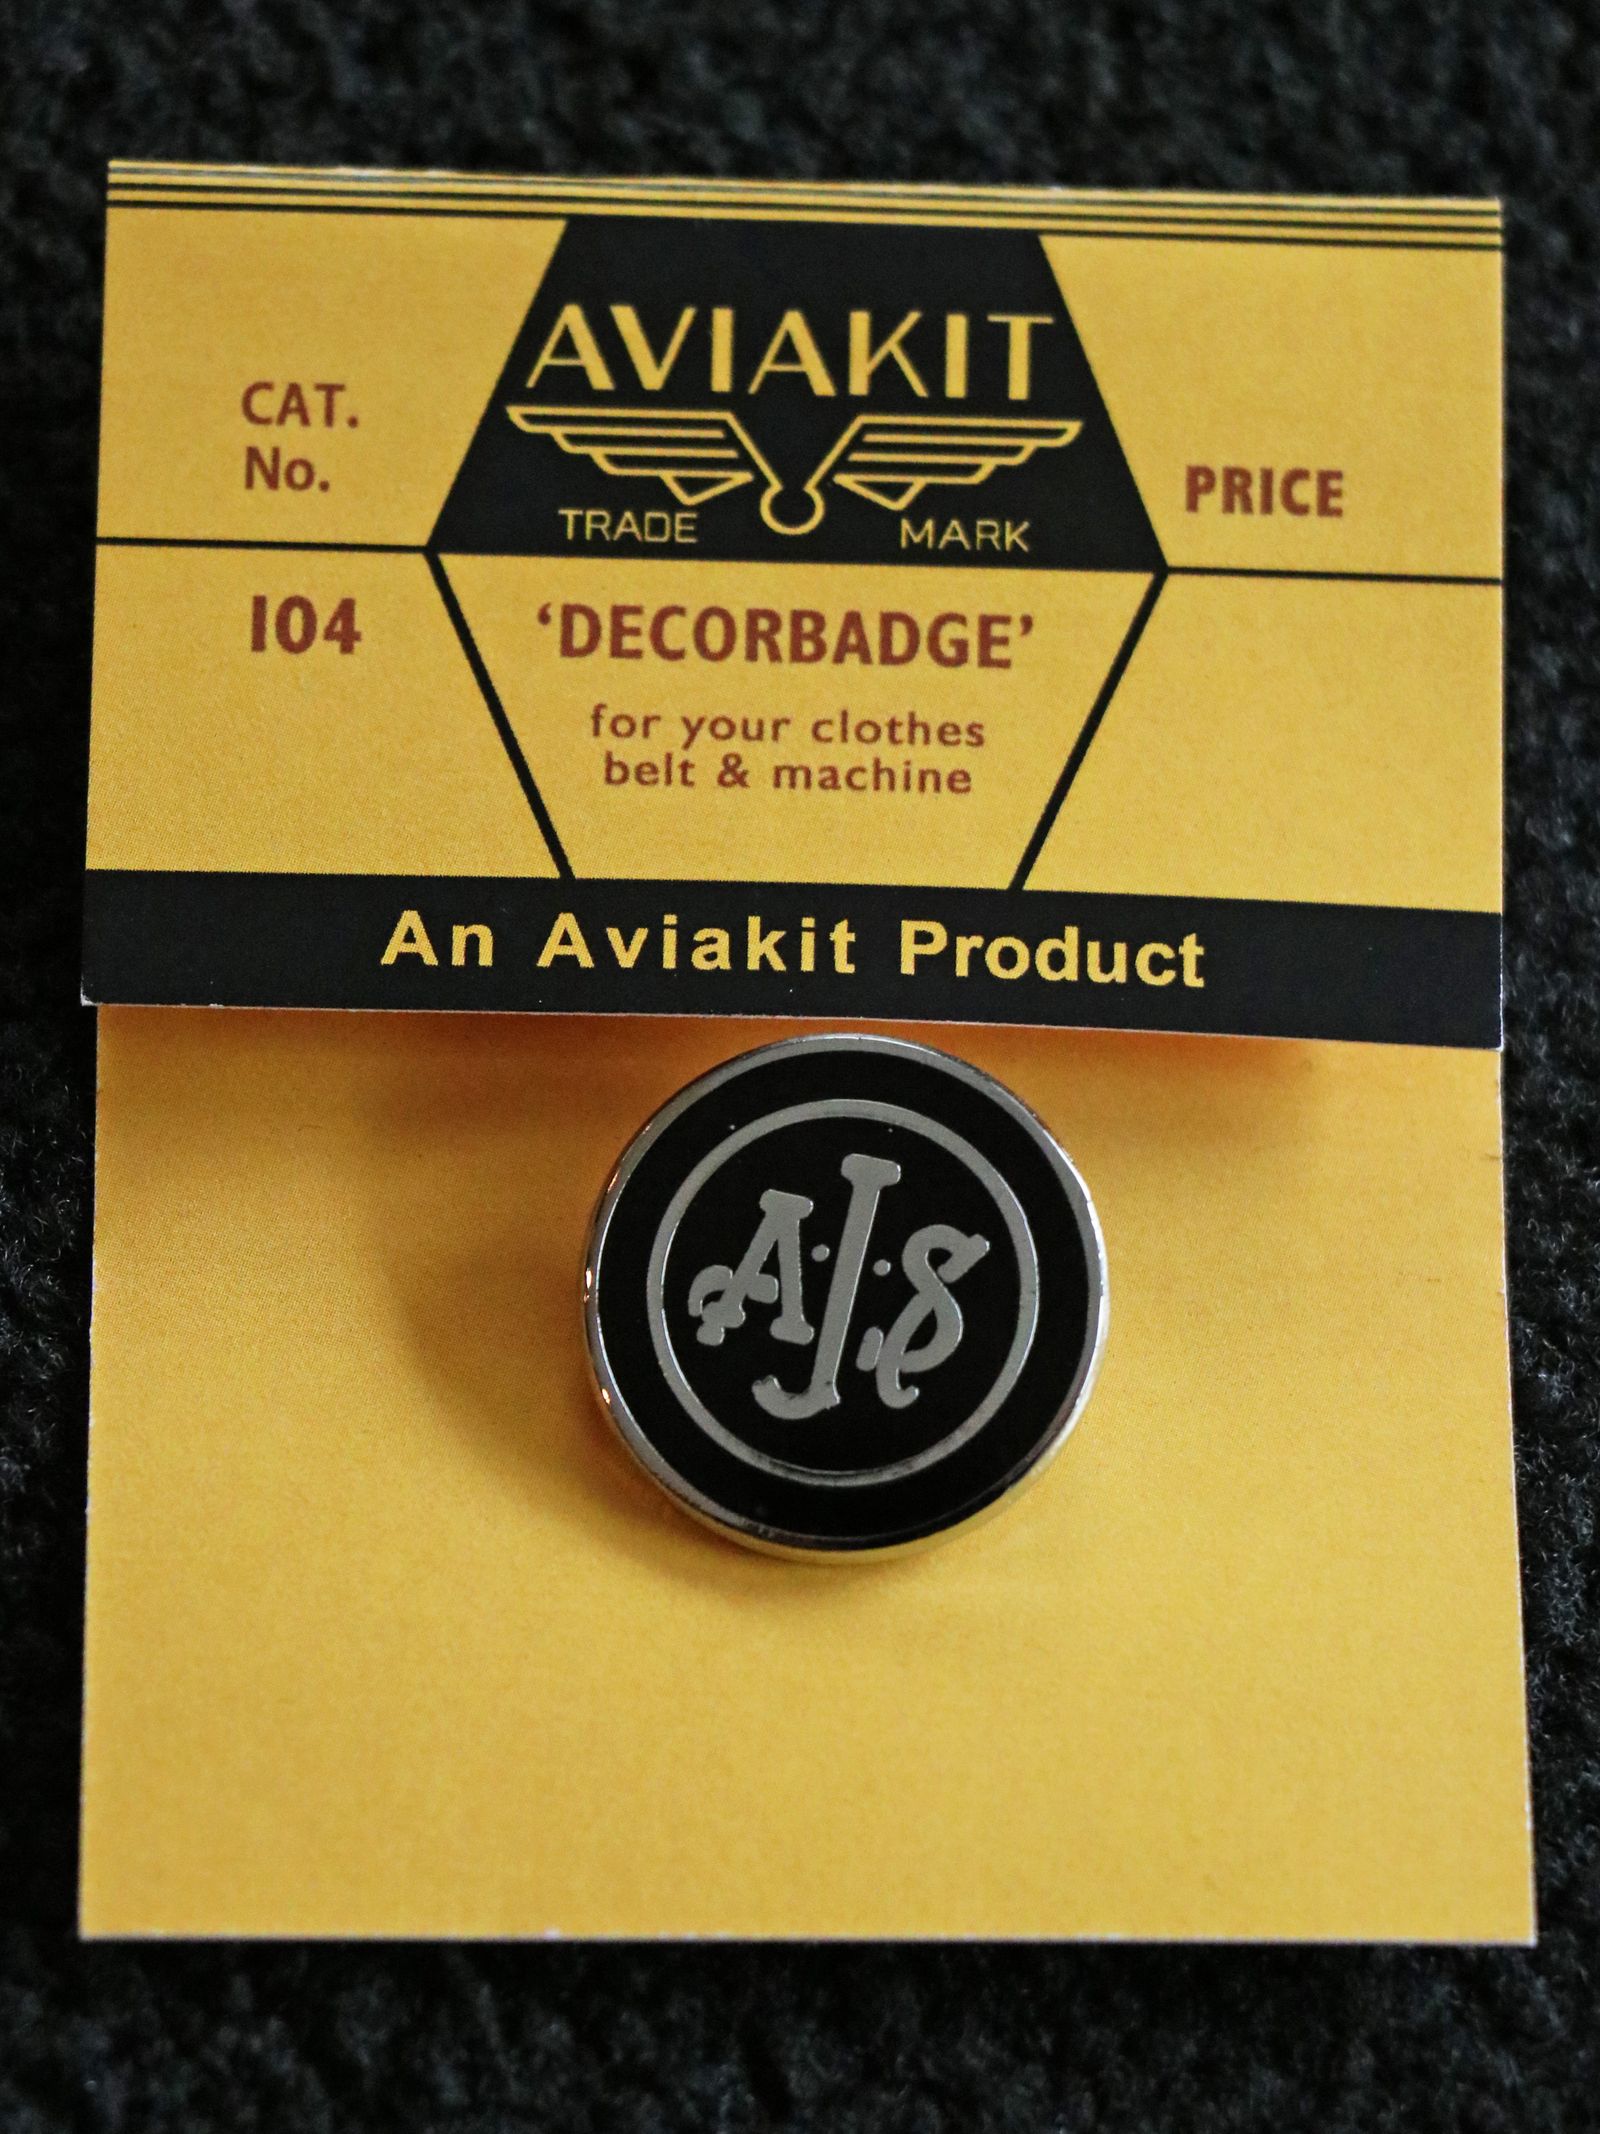 AVIAKIT
TRADE MARK
CAT.
No.
PRICE
104
'DECORBADGE'
for your clothes
belt & machine
An Aviakit Product
A·J·S